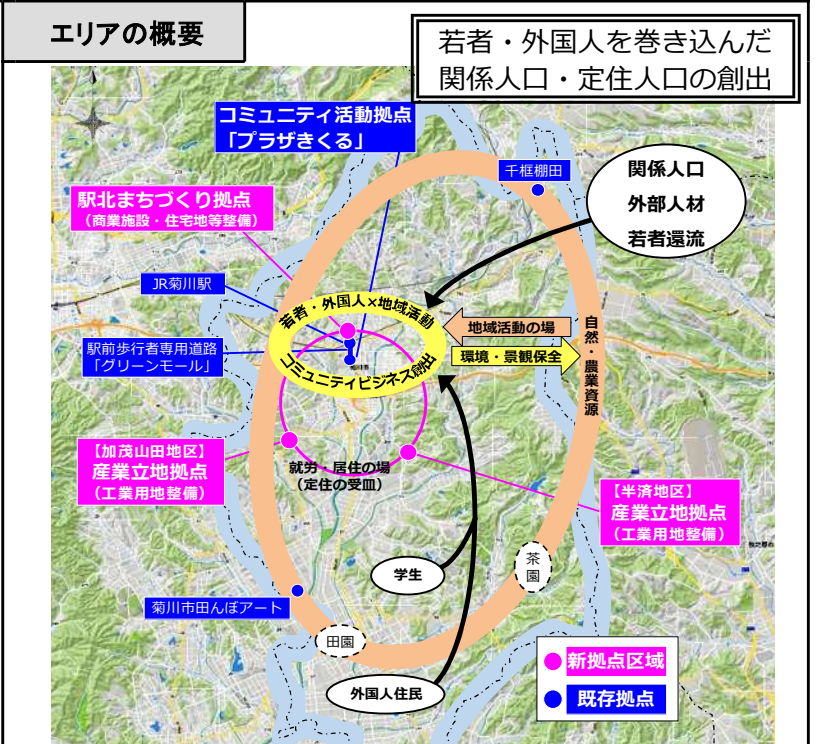 エリアの概要
若者・外国人を巻き込んだ
関係人口・定住人口の創出
コミュニティ活動拠点
「プラザきくる」
千框棚田
関係人口
外部人材
若者還流
駅北まちづくり拠点
（商業施設・住宅地等整備）
JR菊川駅
若者・外国人×地域活動
コミュニティビジネス創出
地域活動の場
環境・景観保全
自然・農業資源
駅前歩行者専用道路
「グリーンモール」
【加茂山田地区】
産業立地拠点
（工業用地整備）
就労・居住の場
（定住の受皿）
【半済地区】
産業立地拠点
（工業用地整備）
茶園
学生
菊川市田んぼアート
田園
外国人住民
新拠点区域
既存拠点